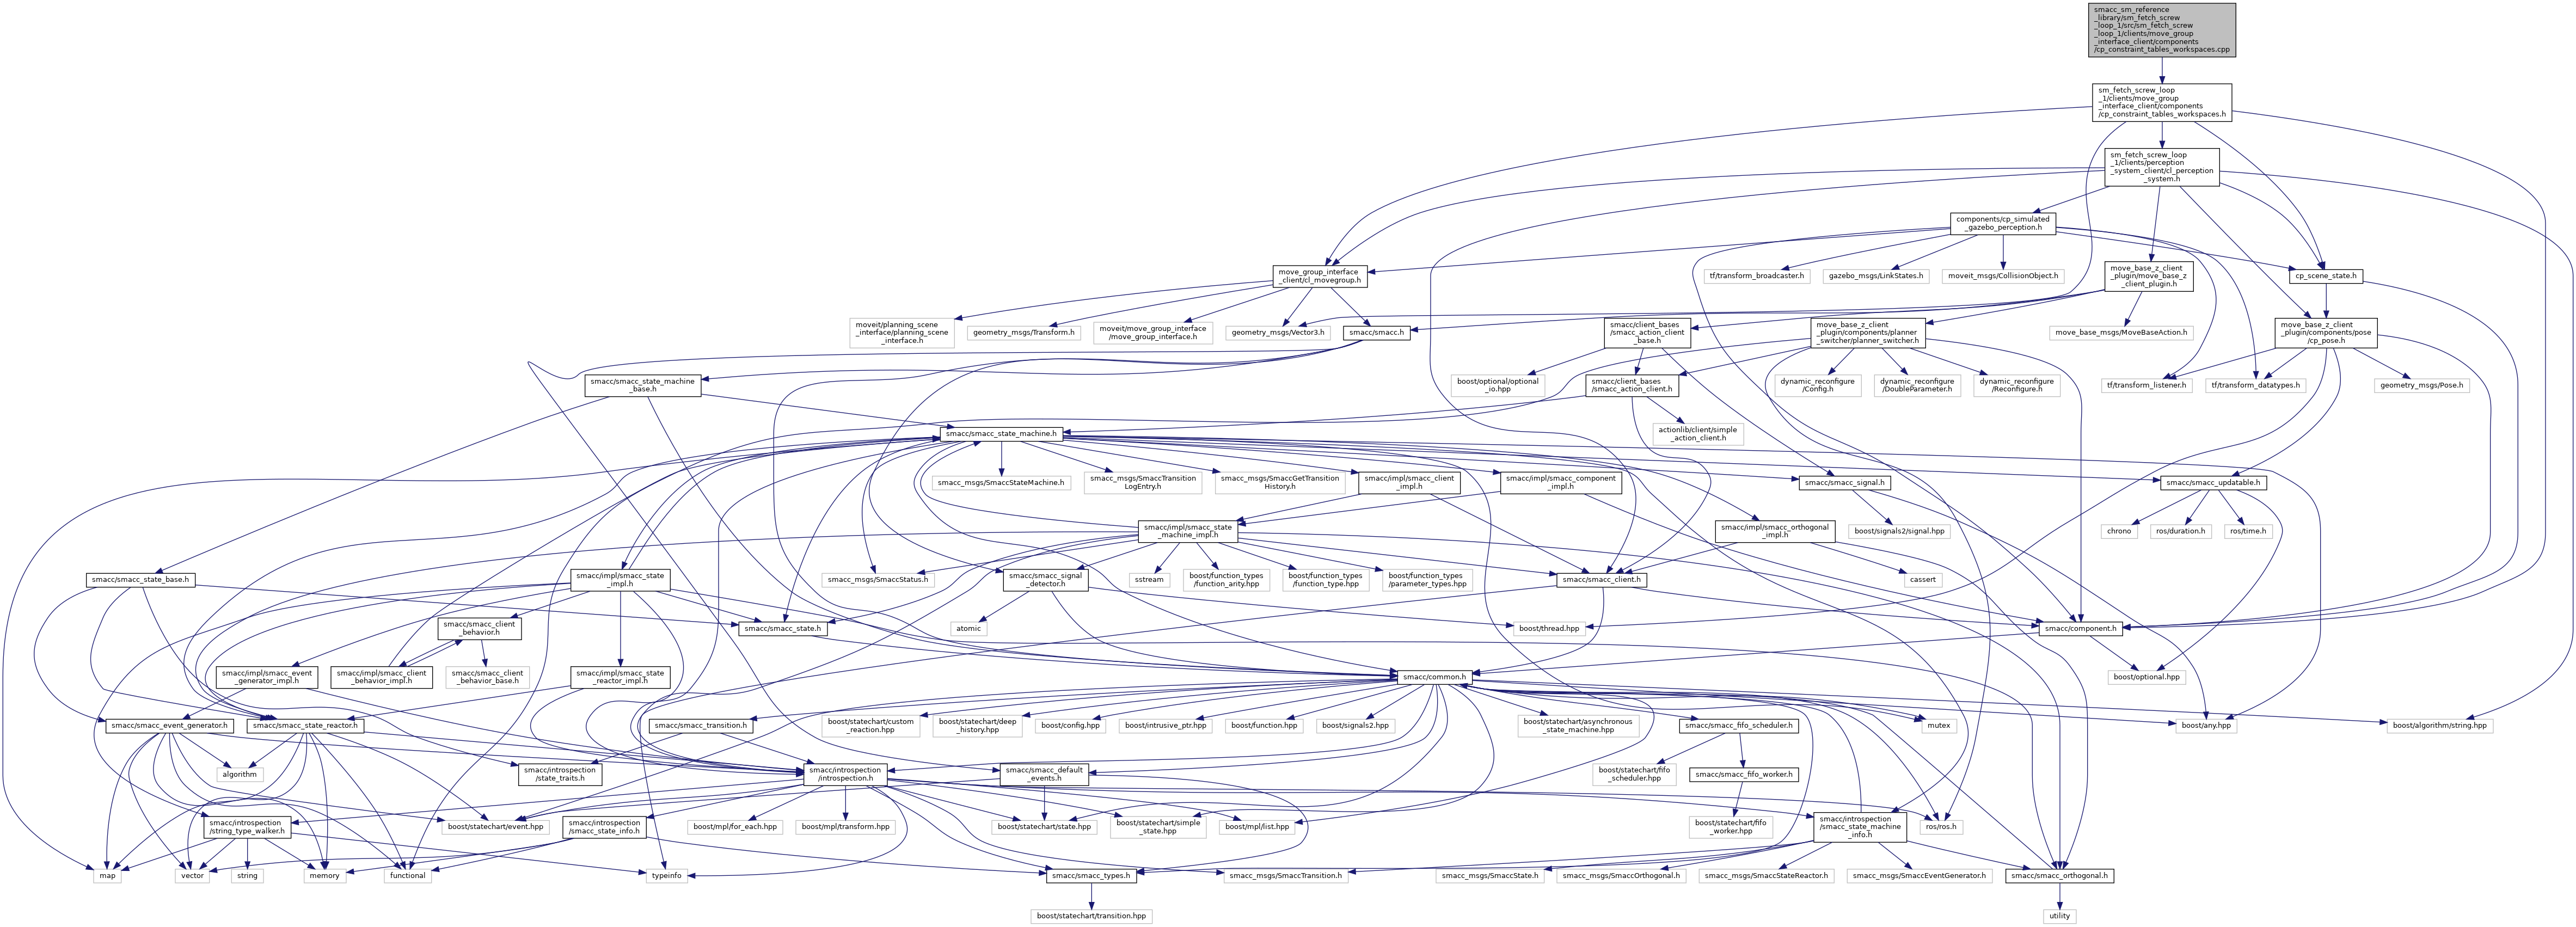 smacc_sm_reference
_library/sm_fetch_screw
_loop_1/src/sm_fetch_screw
_loop_1/clients/move_group
_interface_client/components
/cp_constraint_tables_workspaces.cpp
sm_fetch_screw_loop
_1/clients/move_group
_interface_client/components
/cp_constraint_tables_workspaces.h
sm_fetch_screw_loop
_1/clients/perception
_system_client/cl_perception
_system.h
components/cp_simulated
_gazebo_perception.h
move_group_interface
_client/cl_movegroup.h
tf/transform_broadcaster.h
gazebo_msgs/LinkStates.h
moveit_msgs/CollisionObject.h
move_base_z_client
_plugin/move_base_z
_client_plugin.h
cp_scene_state.h
moveit/planning_scene
_interface/planning_scene
_interface.h
geometry_msgs/Transform.h
moveit/move_group_interface
/move_group_interface.h
geometry_msgs/Vector3.h
smacc/smacc.h
smacc/client_bases
/smacc_action_client
_base.h
move_base_z_client
_plugin/components/planner
_switcher/planner_switcher.h
move_base_msgs/MoveBaseAction.h
move_base_z_client
_plugin/components/pose
/cp_pose.h
smacc/smacc_state_machine
_base.h
boost/optional/optional
_io.hpp
smacc/client_bases
/smacc_action_client.h
dynamic_reconfigure
/Config.h
dynamic_reconfigure
/DoubleParameter.h
dynamic_reconfigure
/Reconfigure.h
tf/transform_listener.h
tf/transform_datatypes.h
geometry_msgs/Pose.h
smacc/smacc_state_machine.h
actionlib/client/simple
_action_client.h
smacc_msgs/SmaccStateMachine.h
smacc_msgs/SmaccTransition
LogEntry.h
smacc_msgs/SmaccGetTransition
History.h
smacc/impl/smacc_client
_impl.h
smacc/impl/smacc_component
_impl.h
smacc/smacc_signal.h
smacc/smacc_updatable.h
smacc/impl/smacc_state
_machine_impl.h
smacc/impl/smacc_orthogonal
_impl.h
boost/signals2/signal.hpp
chrono
ros/duration.h
ros/time.h
smacc/smacc_state_base.h
smacc/impl/smacc_state
_impl.h
smacc_msgs/SmaccStatus.h
smacc/smacc_signal
_detector.h
sstream
boost/function_types
/function_arity.hpp
boost/function_types
/function_type.hpp
boost/function_types
/parameter_types.hpp
smacc/smacc_client.h
cassert
smacc/smacc_client
_behavior.h
smacc/smacc_state.h
atomic
boost/thread.hpp
smacc/component.h
smacc/impl/smacc_event
_generator_impl.h
smacc/impl/smacc_client
_behavior_impl.h
smacc/smacc_client
_behavior_base.h
smacc/impl/smacc_state
_reactor_impl.h
smacc/common.h
boost/optional.hpp
smacc/smacc_event_generator.h
smacc/smacc_state_reactor.h
smacc/smacc_transition.h
boost/statechart/custom
_reaction.hpp
boost/statechart/deep
_history.hpp
boost/config.hpp
boost/intrusive_ptr.hpp
boost/function.hpp
boost/signals2.hpp
boost/statechart/asynchronous
_state_machine.hpp
smacc/smacc_fifo_scheduler.h
mutex
boost/any.hpp
boost/algorithm/string.hpp
algorithm
smacc/introspection
/state_traits.h
smacc/introspection
/introspection.h
smacc/smacc_default
_events.h
boost/statechart/fifo
_scheduler.hpp
smacc/smacc_fifo_worker.h
smacc/introspection
/string_type_walker.h
boost/statechart/event.hpp
smacc/introspection
/smacc_state_info.h
boost/mpl/for_each.hpp
boost/mpl/transform.hpp
boost/statechart/state.hpp
boost/statechart/simple
_state.hpp
boost/mpl/list.hpp
boost/statechart/fifo
_worker.hpp
smacc/introspection
/smacc_state_machine
_info.h
ros/ros.h
map
vector
string
memory
functional
typeinfo
smacc/smacc_types.h
smacc_msgs/SmaccTransition.h
smacc_msgs/SmaccState.h
smacc_msgs/SmaccOrthogonal.h
smacc_msgs/SmaccStateReactor.h
smacc_msgs/SmaccEventGenerator.h
smacc/smacc_orthogonal.h
boost/statechart/transition.hpp
utility